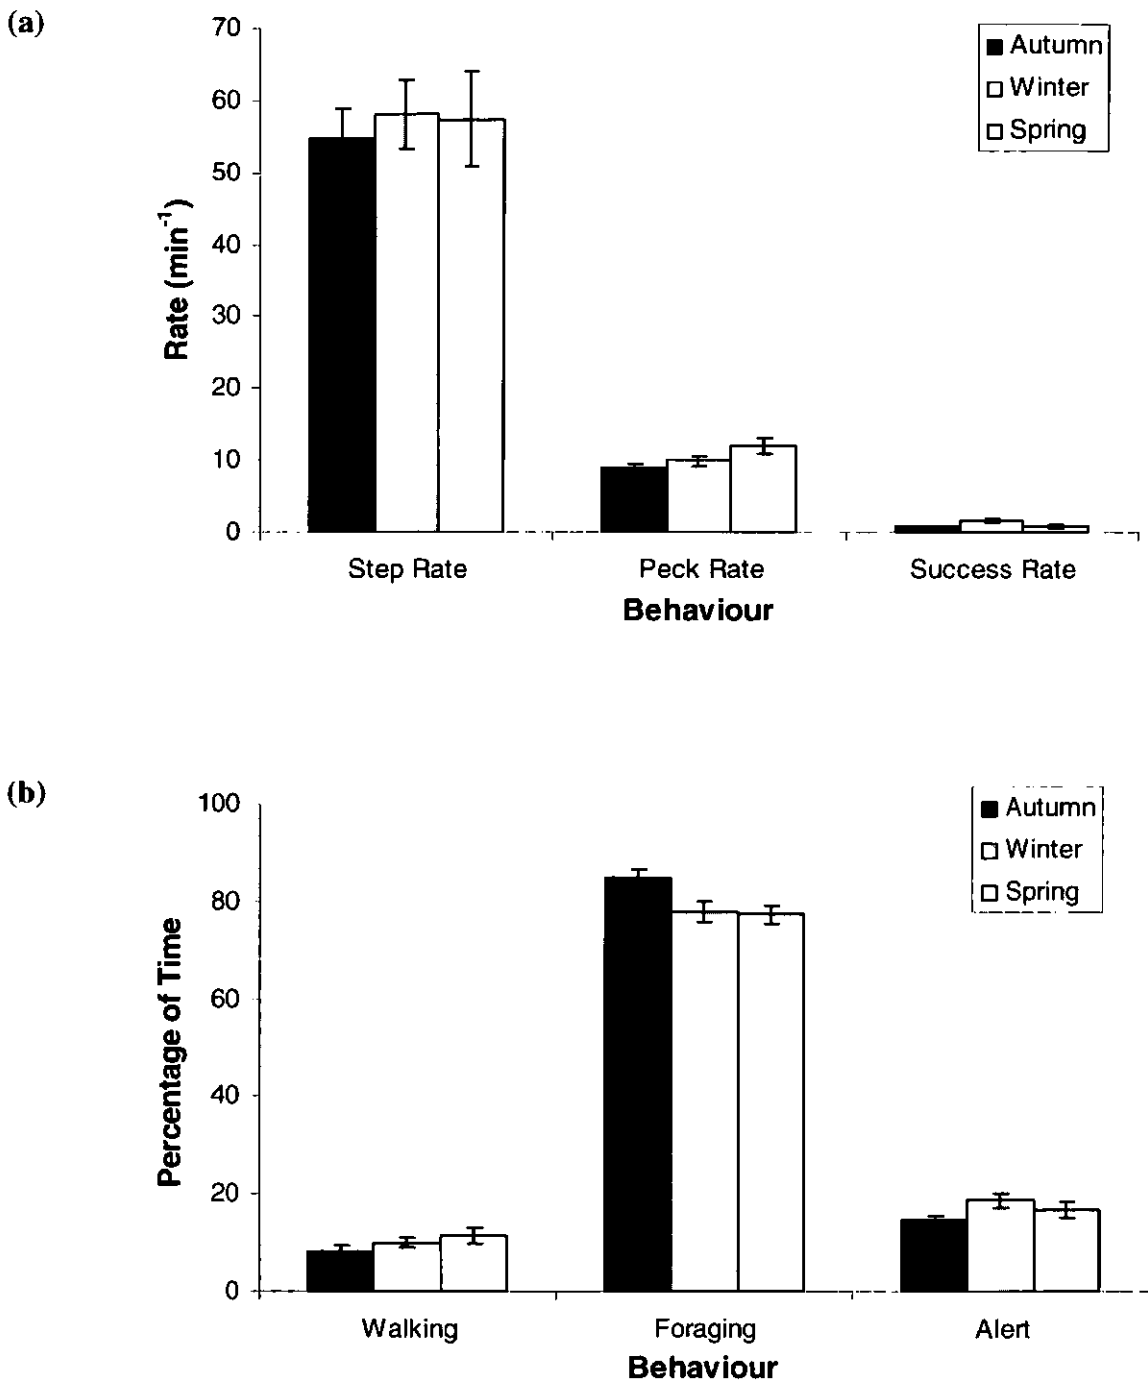 (a)
70
60
50
40
30
20
10
0
Rate (min⁻¹)
Autumn
Winter
Spring
Step Rate Peck Rate Success Rate
Behaviour
(b)
100
80
60
40
20
0
Percentage of Time
Autumn
Winter
Spring
Walking Foraging Alert
Behaviour